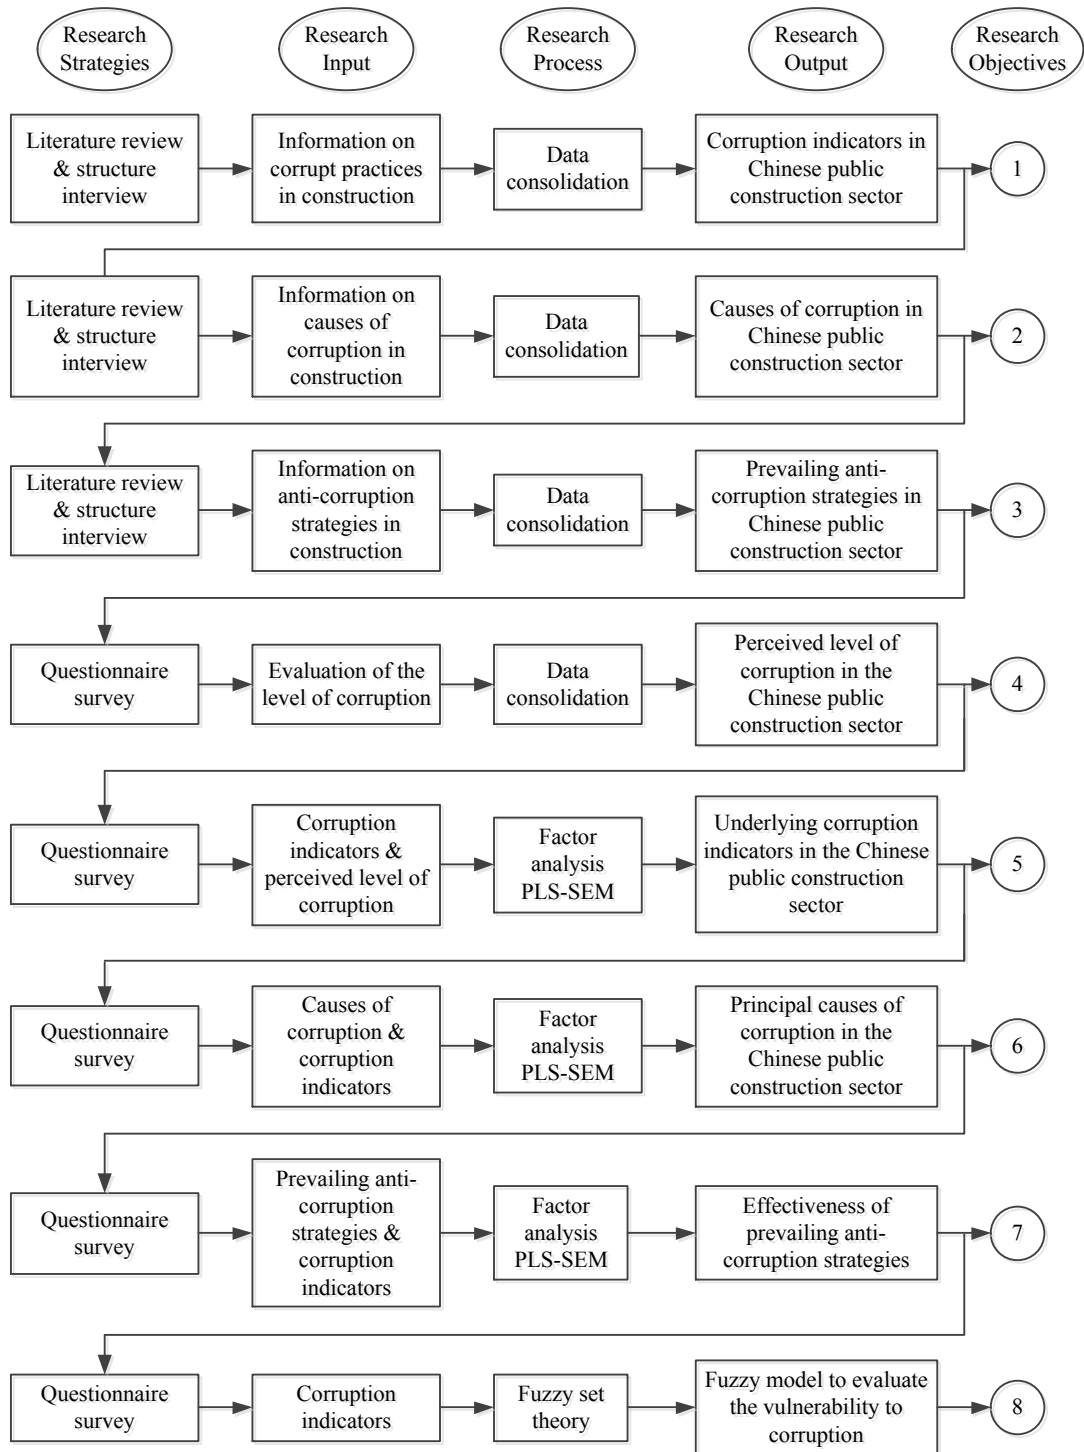 Research
Strategies
Research
Input
Research
Process
Research
Output
Research
Objectives
Literature review
& structure
interview
Information on
corrupt practices
in construction
Data
consolidation
Corruption indicators in
Chinese public
construction sector
1
Literature review
& structure
interview
Information on
causes of
corruption in
construction
Data
consolidation
Causes of corruption in
Chinese public
construction sector
2
Literature review
& structure
interview
Information on
anti-corruption
strategies in
construction
Data
consolidation
Prevailing anti-
corruption strategies in
Chinese public
construction sector
3
Questionnaire
survey
Evaluation of the
level of corruption
Data
consolidation
Perceived level of
corruption in the
Chinese public
construction sector
4
Questionnaire
survey
Corruption
indicators &
perceived level of
corruption
Factor
analysis
PLS-SEM
Underlying corruption
indicators in the Chinese
public construction
sector
5
Questionnaire
survey
Causes of
corruption &
corruption
indicators
Factor
analysis
PLS-SEM
Principal causes of
corruption in the
Chinese public
construction sector
6
Questionnaire
survey
Prevailing anti-
corruption
strategies &
corruption
indicators
Factor
analysis
PLS-SEM
Effectiveness of
prevailing anti-
corruption strategies
7
Questionnaire
survey
Corruption
indicators
Fuzzy set
theory
Fuzzy model to evaluate
the vulnerability to
corruption
8